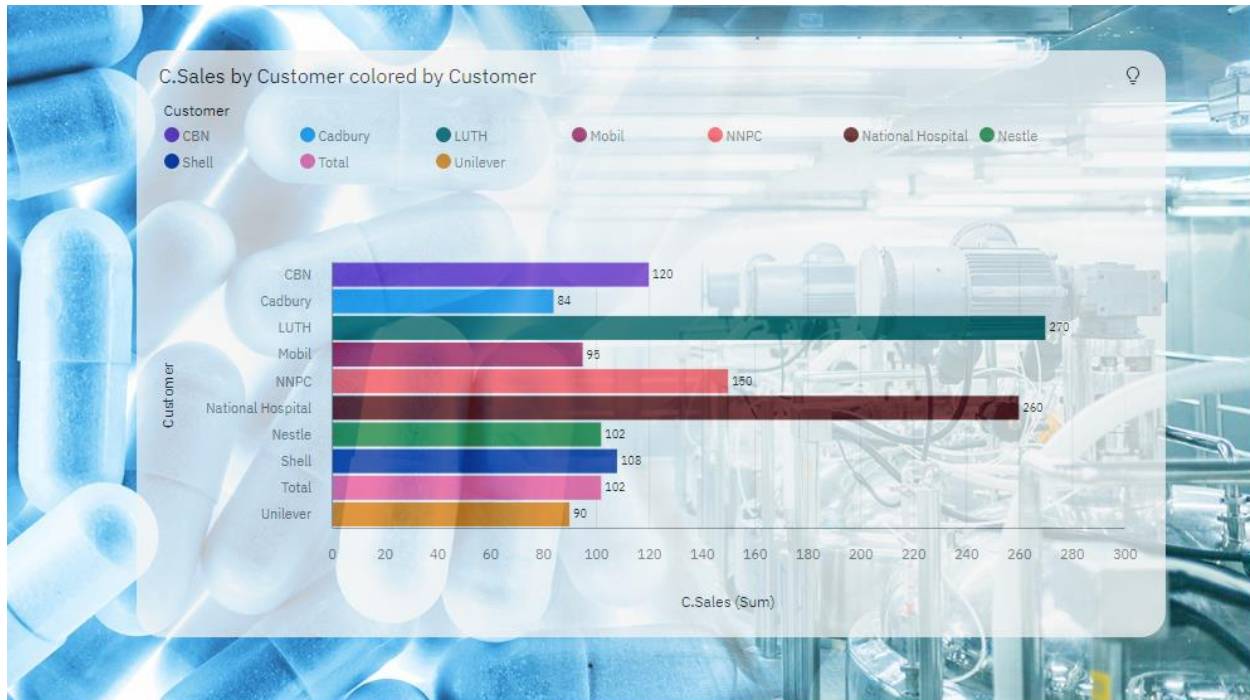 C.Sales by Customer colored by Customer
Customer
CBN Cadbury LUTH Mobil NNPC National Hospital Nestle
Shell Total Unilever
CBN 120
Cadbury 84
LUTH 270
Mobil 95
NNPC 150
National Hospital 260
Nestle 102
Shell 108
Total 102
Unilever 90
Customer
0 20 40 60 80 100 120 140 160 180 200 220 240 260 280 300
C.Sales (Sum)